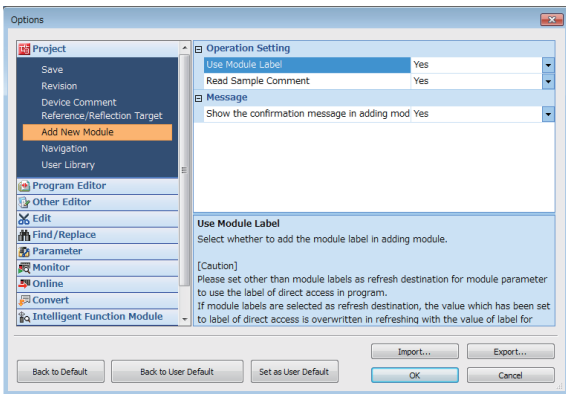 Options
Project
Save
Revision
Device Comment
Reference/Reflection Target
Add New Module
Navigation
User Library
Program Editor
Other Editor
Edit
Find/Replace
Parameter
Monitor
Online
Convert
Intelligent Function Module
Operation Setting
Use Module Label Yes
Read Sample Comment Yes
Message
Show the confirmation message in adding mod Yes
Use Module Label
Select whether to add the module label in adding module.
[Caution]
Please set other than module labels as refresh destination for module parameter
to use the label of direct access in program.
If module labels are selected as refresh destination, the value which has been set
to label of direct access is overwritten in refreshing with the value of label for
Import... Export...
Back to Default Back to User Default Set as User Default OK Cancel